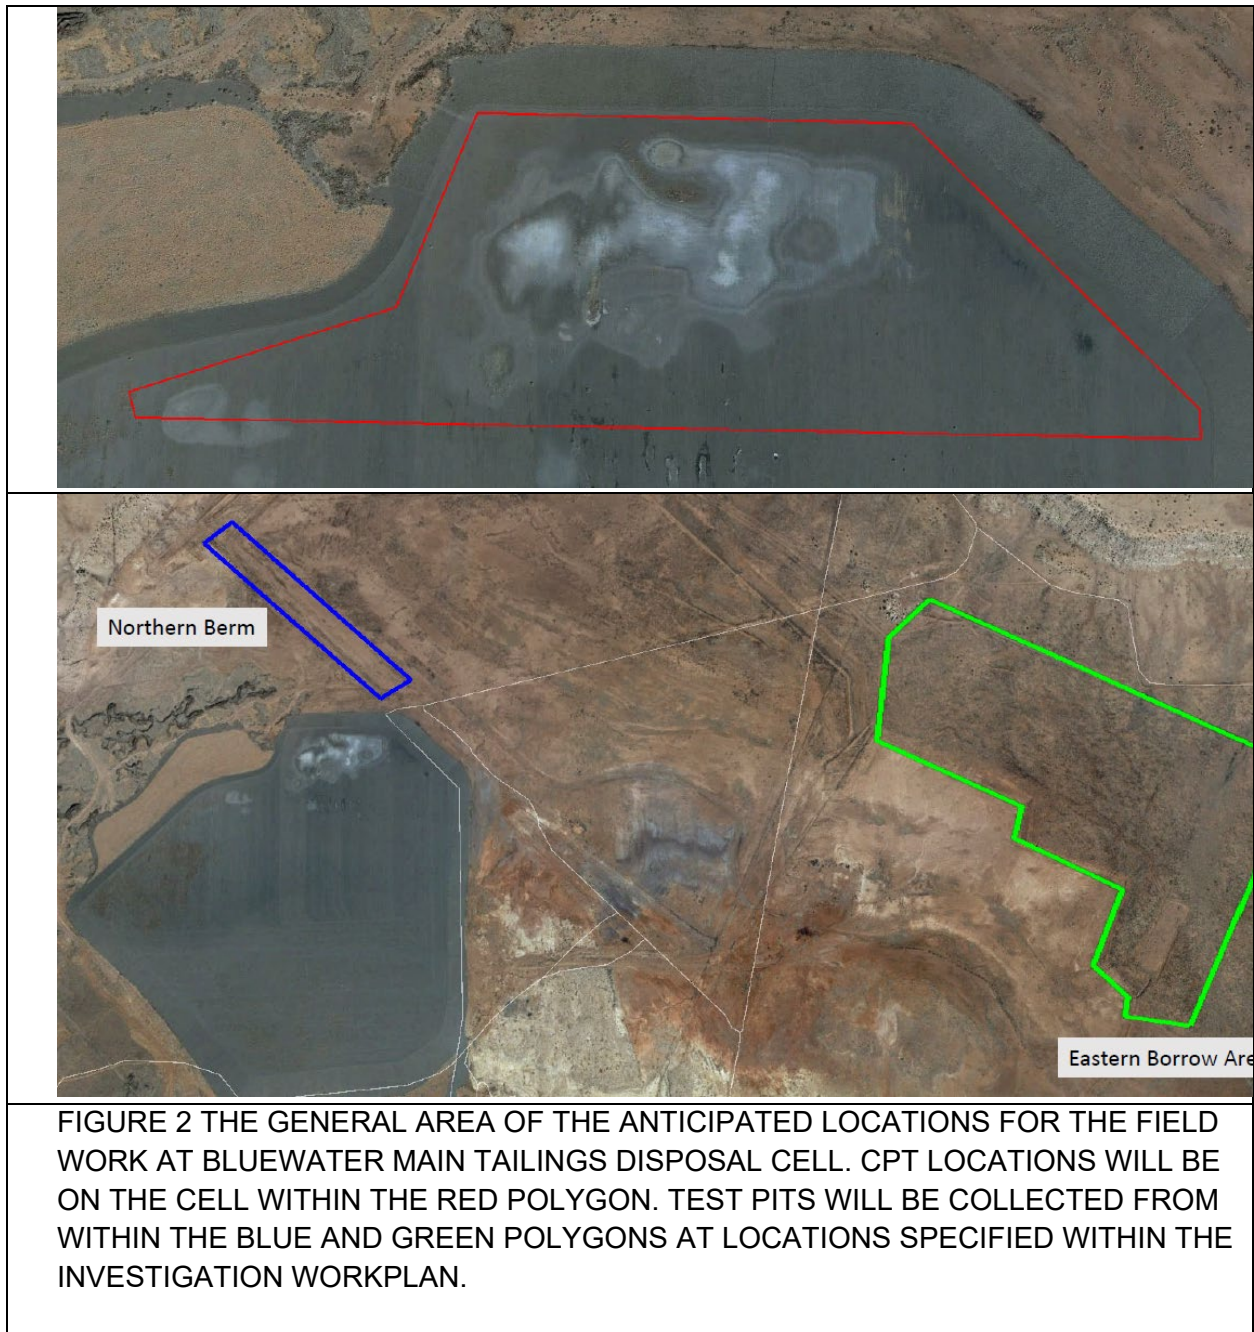 Northern Berm
Eastern Borrow Are
FIGURE 2 THE GENERAL AREA OF THE ANTICIPATED LOCATIONS FOR THE FIELD
WORK AT BLUEWATER MAIN TAILINGS DISPOSAL CELL. CPT LOCATIONS WILL BE
ON THE CELL WITHIN THE RED POLYGON. TEST PITS WILL BE COLLECTED FROM
WITHIN THE BLUE AND GREEN POLYGONS AT LOCATIONS SPECIFIED WITHIN THE
INVESTIGATION WORKPLAN.